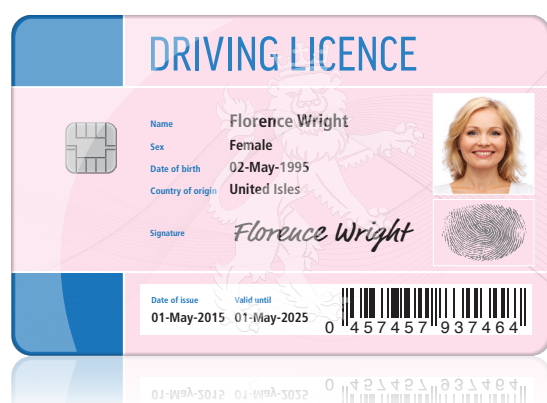 DRIVING LICENCE
Name Florence Wright
Sex Female
Date of birth 02-May-1995
Country of origin United Isles
Signature Florence Wright
Date of issue Valid until
01-May-2015 01-May-2025
0 457457 937464